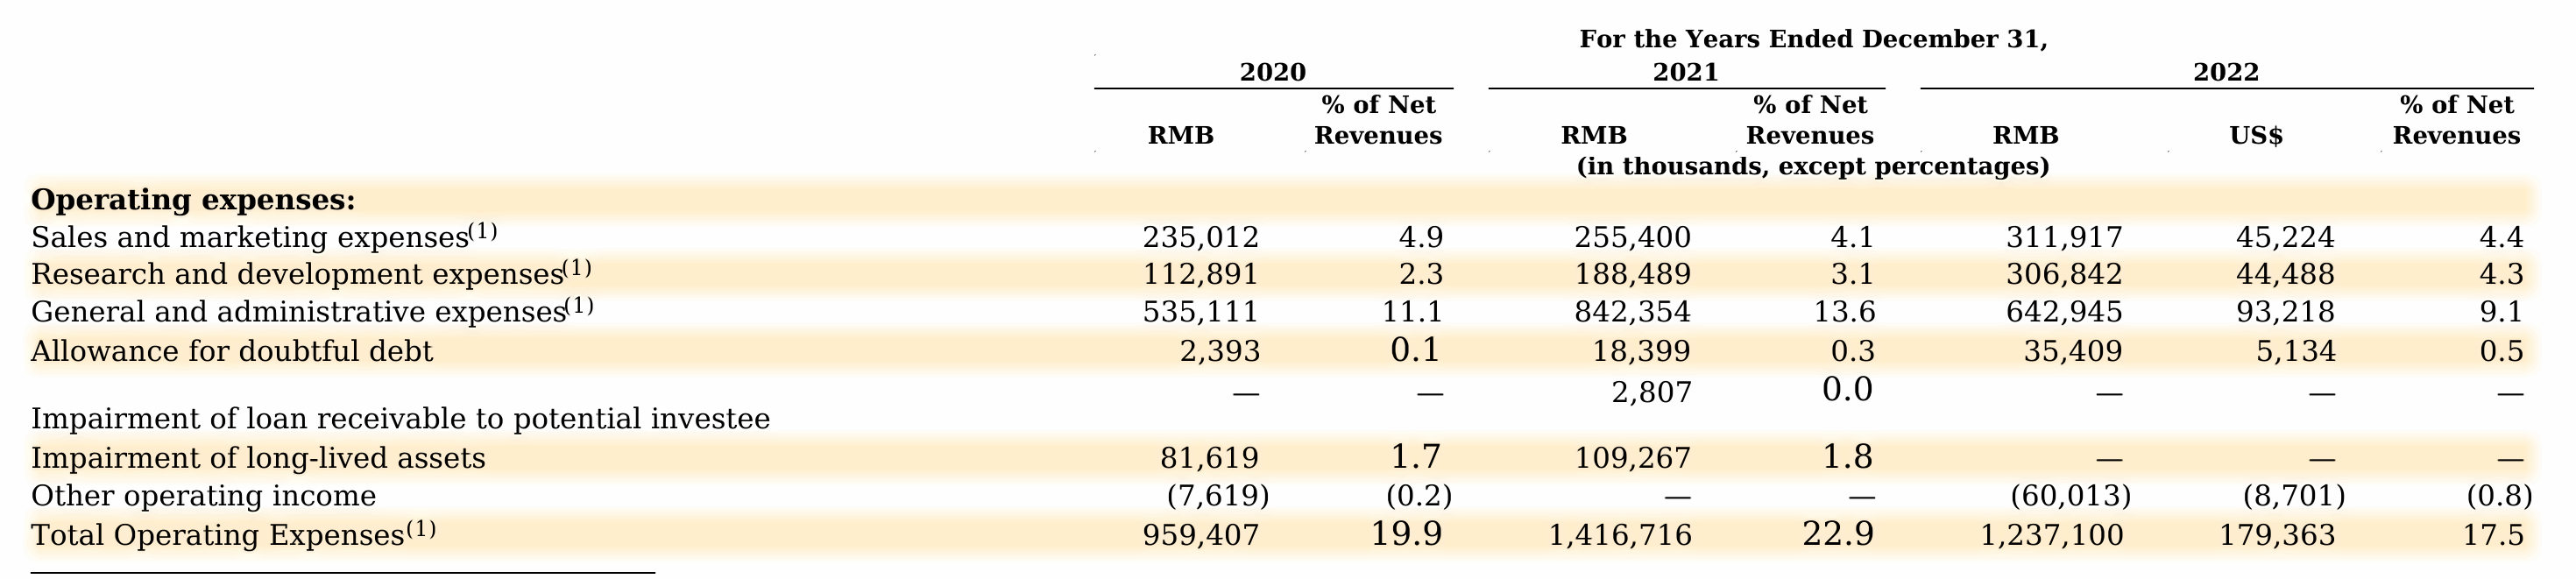 For the Years Ended December 31,
2020 2021 2022
% of Net % of Net % of Net
RMB Revenues RMB Revenues RMB US$ Revenues
(in thousands, except percentages)
Operating expenses:
Sales and marketing expenses(1) 235,012 4.9 255,400 4.1 311,917 45,224 4.4
Research and development expenses(1) 112,891 2.3 188,489 3.1 306,842 44,488 4.3
General and administrative expenses(1) 535,111 11.1 842,354 13.6 642,945 93,218 9.1
Allowance for doubtful debt 2,393 0.1 18,399 0.3 35,409 5,134 0.5
— — 2,807 0.0 — — —
Impairment of loan receivable to potential investee
Impairment of long-lived assets 81,619 1.7 109,267 1.8 — — —
Other operating income (7,619) (0.2) — — (60,013) (8,701) (0.8)
Total Operating Expenses(1) 959,407 19.9 1,416,716 22.9 1,237,100 179,363 17.5